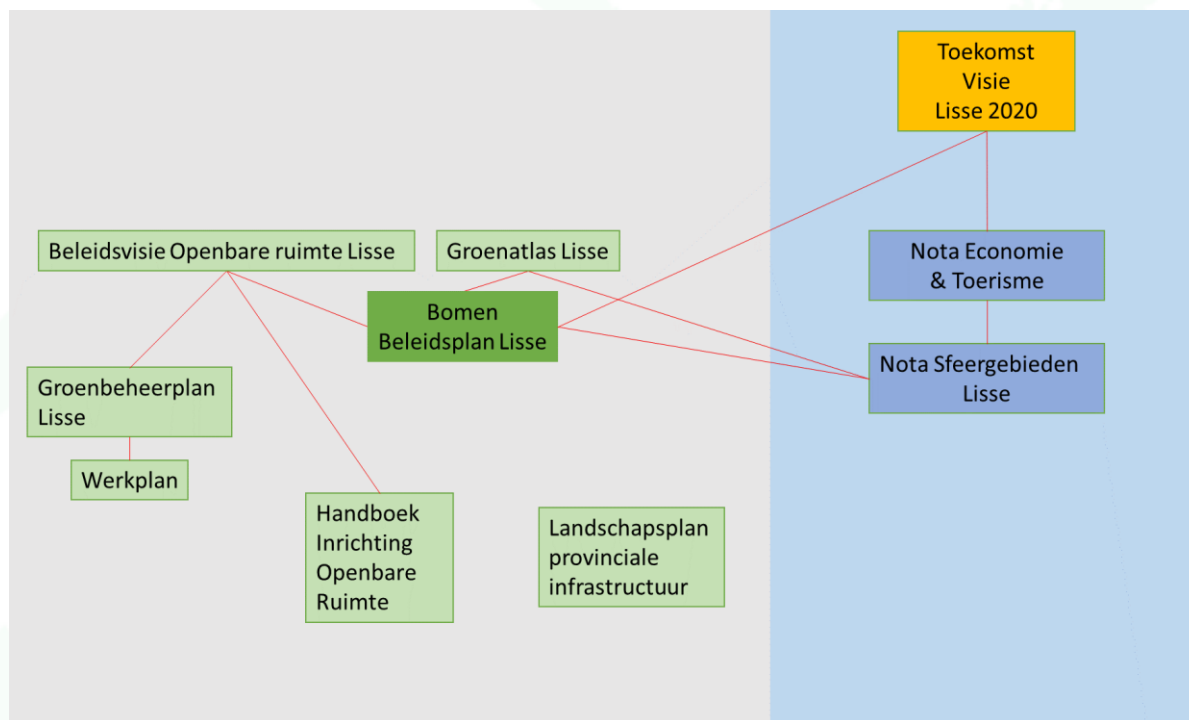 Toekomst
Visie
Lisse 2020
Beleidsvisie Openbare ruimte Lisse
Groenatlas Lisse
Nota Economie
& Toerisme
Bomen
Beleidsplan Lisse
Nota Sfeergebieden
Lisse
Groenbeheerplan
Lisse
Werkplan
Handboek
Inrichting
Openbare
Ruimte
Landschapsplan
provinciale
infrastructuur